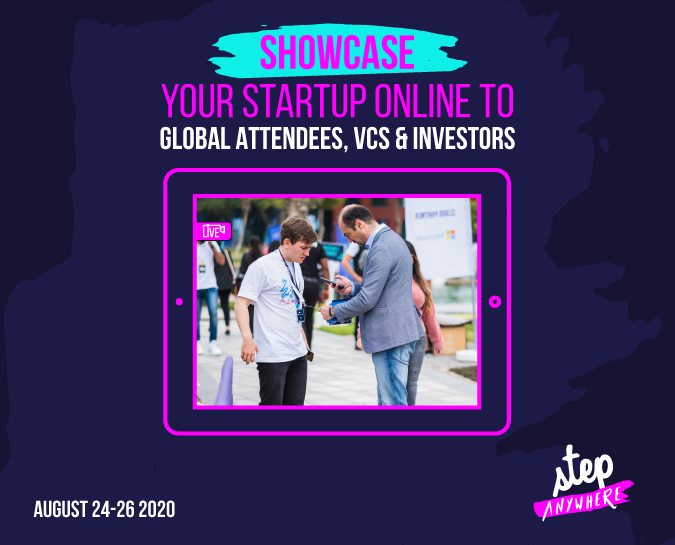 SHOWCASE
YOUR STARTUP ONLINE TO
GLOBAL ATTENDEES, VCS & INVESTORS
LIVE
AUGUST 24-26 2020
step
ANYWHERE